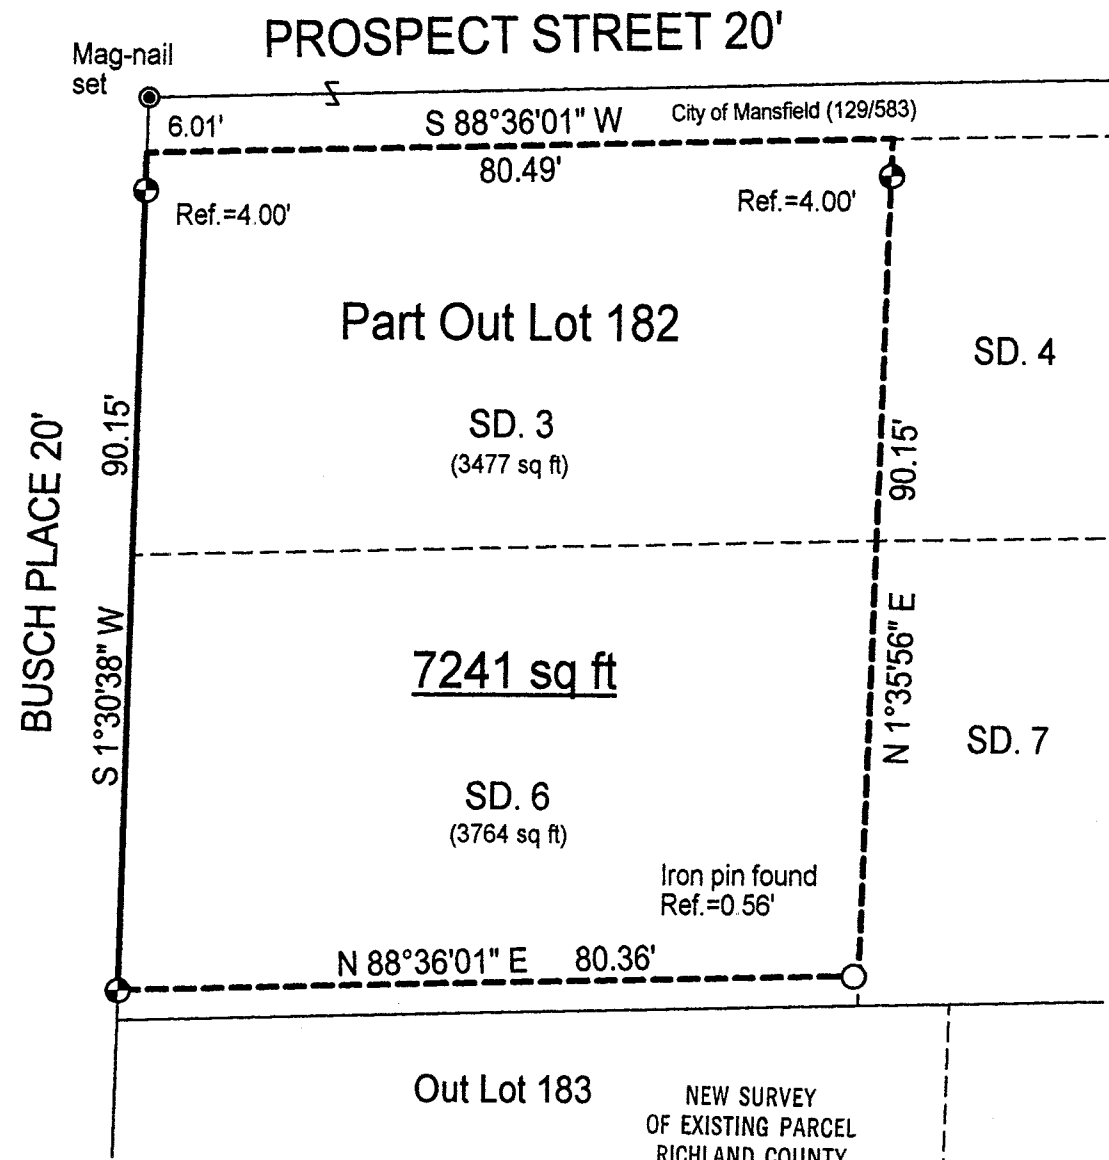 PROSPECT STREET 20'
Mag-nail
set
6.01'
S 88°36'01" W
City of Mansfield (129/583)
80.49'
Ref.=4.00'
Ref.=4.00'
Part Out Lot 182
SD. 4
SD. 3
(3477 sq ft)
90.15'
90.15'
BUSCH PLACE 20'
S 1°30'38" W
N 1°35'56" E
7241 sq ft
SD. 7
SD. 6
(3764 sq ft)
Iron pin found
Ref.=0.56'
N 88°36'01" E 80.36'
Out Lot 183
NEW SURVEY
OF EXISTING PARCEL
RICHLAND COUNTY